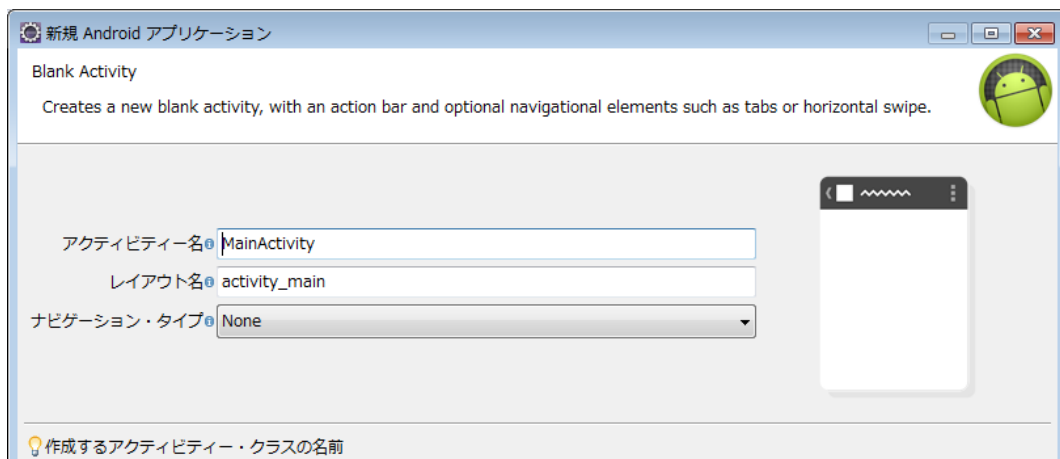 新規 Android アプリケーション
Blank Activity
Creates a new blank activity, with an action bar and optional navigational elements such as tabs or horizontal swipe.
アクティビティー名 MainActivity
レイアウト名 activity_main
ナビゲーション・タイプ None
作成するアクティビティー・クラスの名前